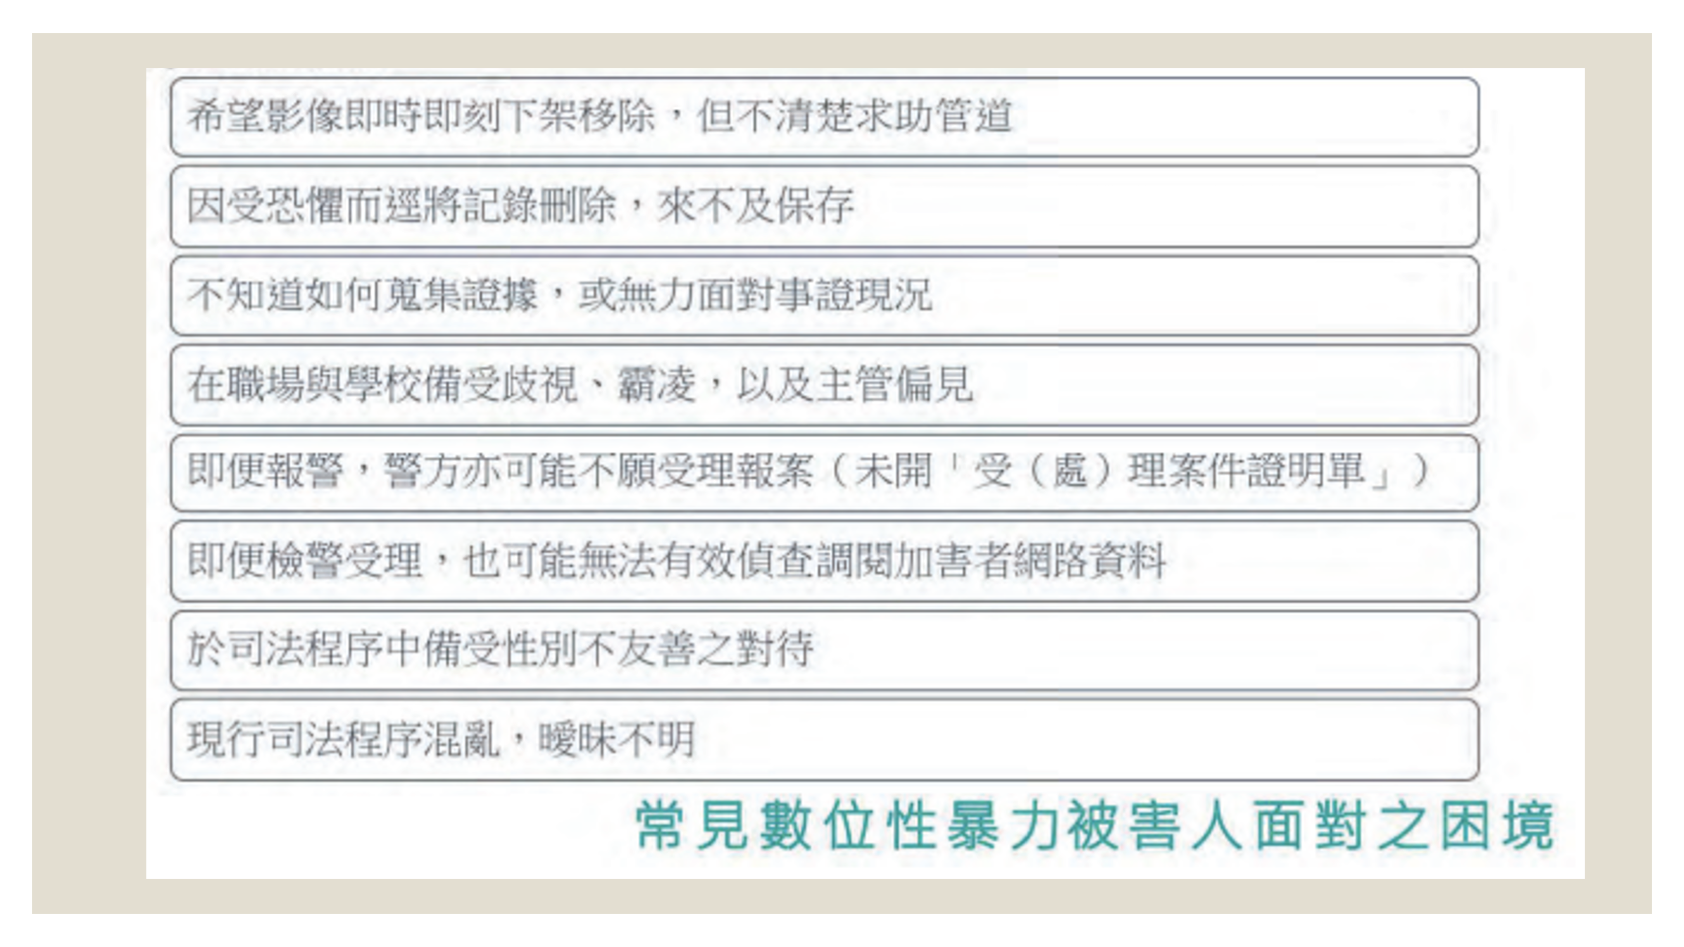 希望影像即時即刻下架移除，但不清楚求助管道
因受恐懼而逕將記錄刪除，來不及保存
不知道如何蒐集證據，或無力面對事證現況
在職場與學校備受歧視、霸凌，以及主管偏見
即便報警，警方亦可能不願受理報案（未開「受（處）理案件證明單」）
即便檢警受理，也可能無法有效偵查調閱加害者網路資料
於司法程序中備受性別不友善之對待
現行司法程序混亂，曖昧不明
常見數位性暴力被害人面對之困境